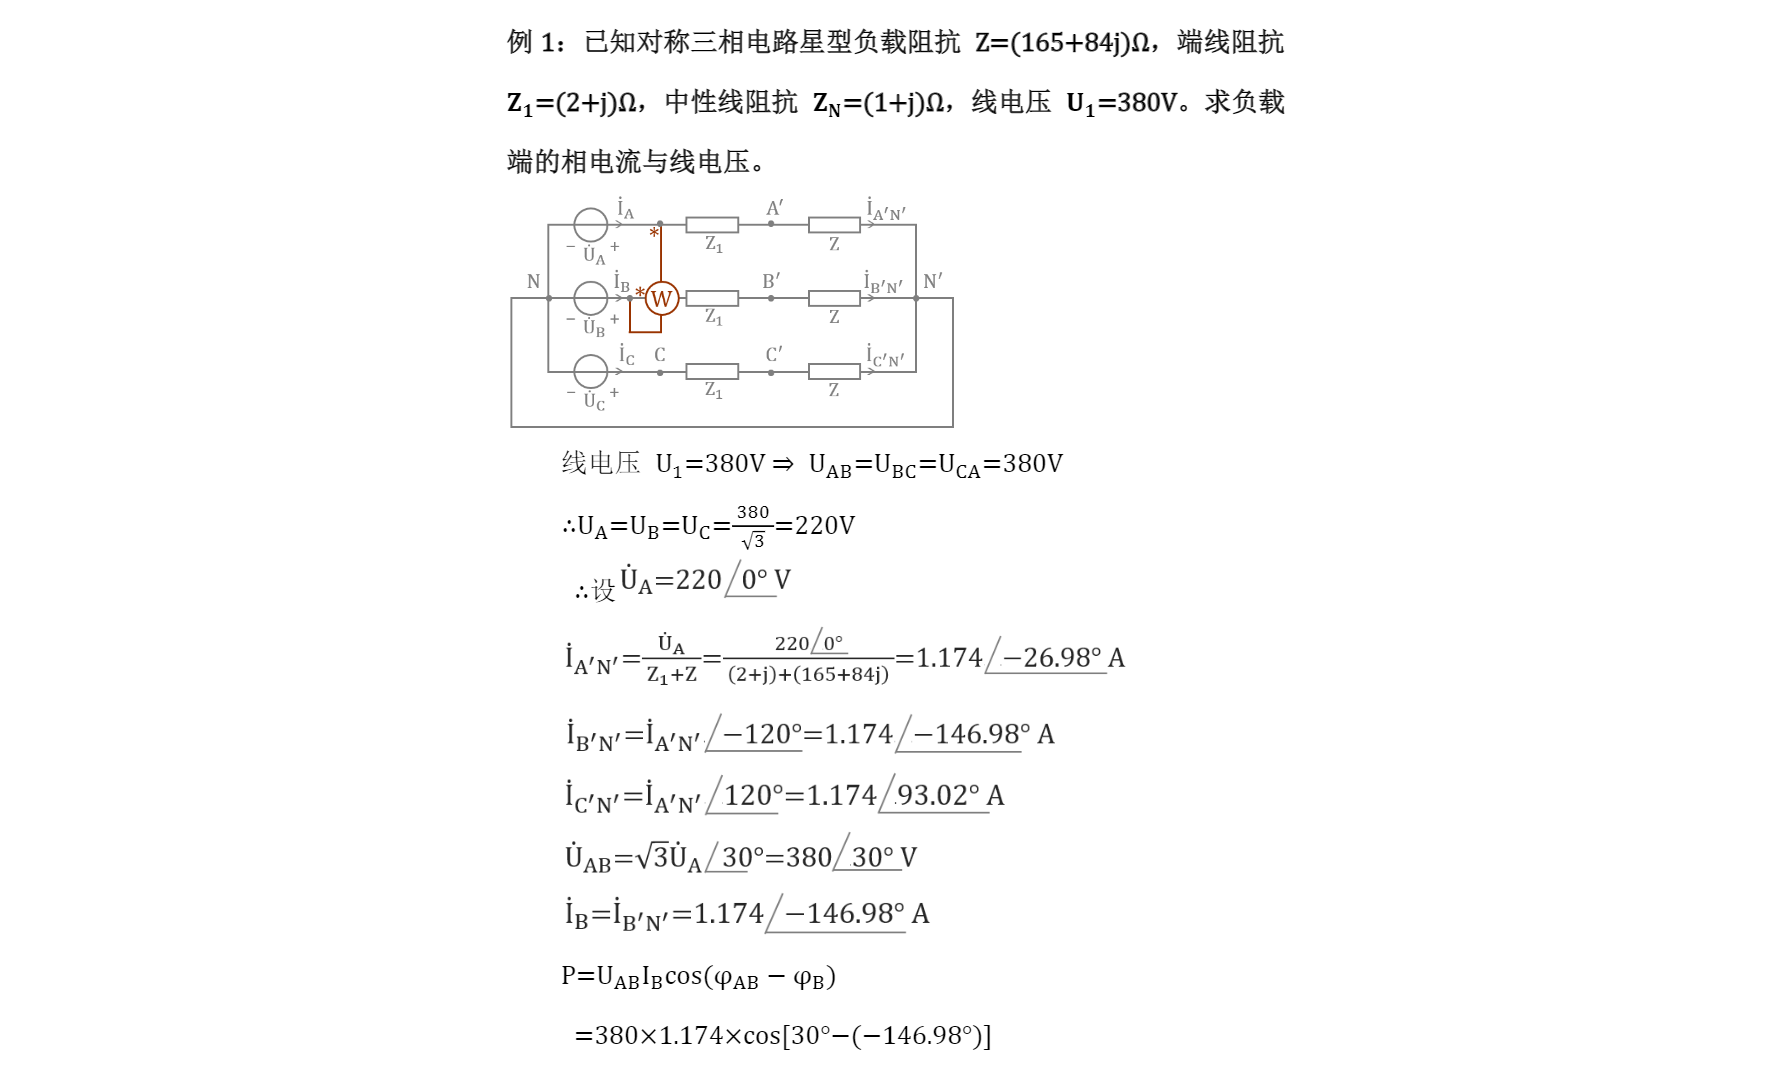 例 1：已知对称三相电路星型负载阻抗 Z=(165+84j)Ω，端线阻抗
Z₁=(2+j)Ω，中性线阻抗 Z_N=(1+j)Ω，线电压 U₁=380V。求负载
端的相电流与线电压。
İ_A A′ İ_A′N′
* Z₁ Z
− U̇_A +
N İ_B * W B′ İ_B′N′ N′
− U̇_B + Z₁ Z
İ_C C C′ İ_C′N′
− U̇_C + Z₁ Z
线电压 U₁=380V⇒ U_AB=U_BC=U_CA=380V
∴U_A=U_B=U_C=380/√3=220V
∴设 U̇_A=220∠0° V
İ_A′N′=U̇_A/(Z₁+Z)=220∠0°/((2+j)+(165+84j))=1.174∠−26.98° A
İ_B′N′=İ_A′N′∠−120°=1.174∠−146.98° A
İ_C′N′=İ_A′N′∠120°=1.174∠93.02° A
U̇_AB=√3U̇_A∠30°=380∠30° V
İ_B=İ_B′N′=1.174∠−146.98° A
P=U_ABI_Bcos(φ_AB − φ_B)
=380×1.174×cos[30°−(−146.98°)]